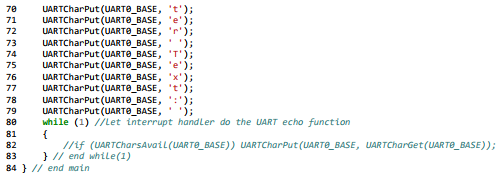 70 UARTCharPut(UART0_BASE, 't');
71 UARTCharPut(UART0_BASE, 'e');
72 UARTCharPut(UART0_BASE, 'r');
73 UARTCharPut(UART0_BASE, ' ');
74 UARTCharPut(UART0_BASE, 'T');
75 UARTCharPut(UART0_BASE, 'e');
76 UARTCharPut(UART0_BASE, 'x');
77 UARTCharPut(UART0_BASE, 't');
78 UARTCharPut(UART0_BASE, ':');
79 UARTCharPut(UART0_BASE, ' ');
80 while (1) //let interrupt handler do the UART echo function
81 {
82 //if (UARTCharsAvail(UART0_BASE)) UARTCharPut(UART0_BASE, UARTCharGet(UART0_BASE));
83 } // end while(1)
84 } // end main